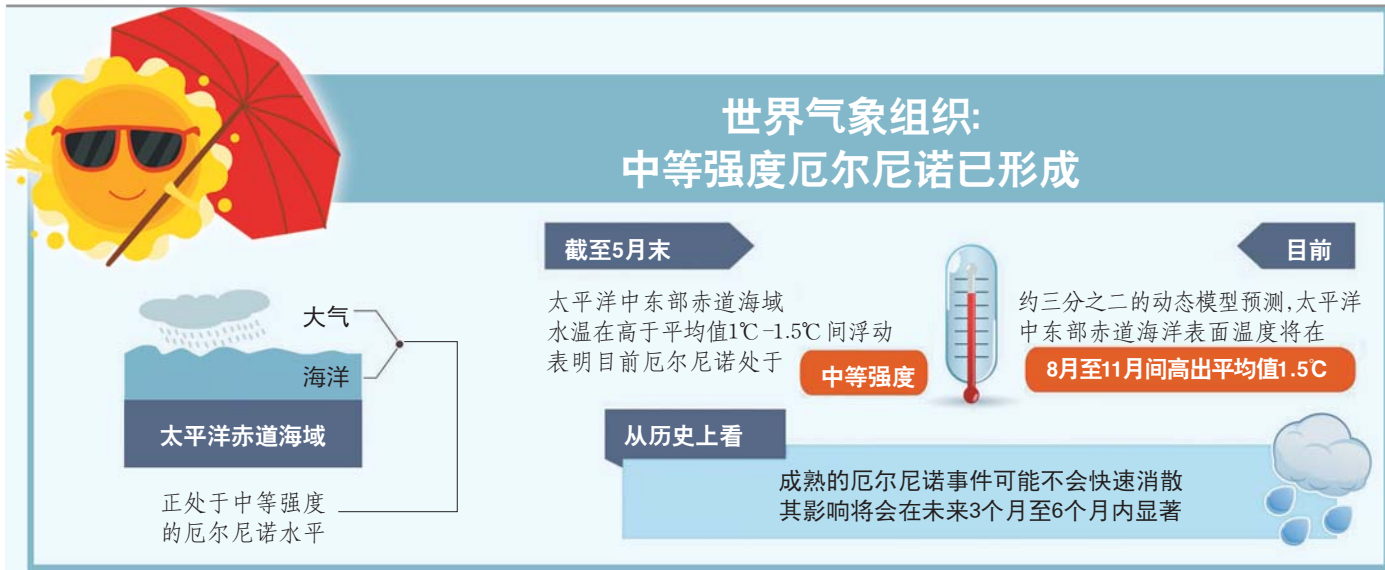 世界气象组织:
中等强度厄尔尼诺已形成
大气
海洋
太平洋赤道海域
正处于中等强度
的厄尔尼诺水平
截至5月末
太平洋中东部赤道海域
水温在高于平均值1℃-1.5℃间浮动
表明目前厄尔尼诺处于
中等强度
目前
约三分之二的动态模型预测,太平洋
中东部赤道海洋表面温度将在
8月至11月间高出平均值1.5℃
从历史上看
成熟的厄尔尼诺事件可能不会快速消散
其影响将会在未来3个月至6个月内显著